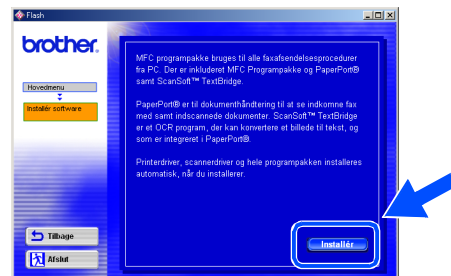 Flash
brother.
Hovedmenu
Installér software
MFC programpakke bruges til alle faxafsendelsesprocedurer
fra PC. Der er inkluderet MFC Programpakke og PaperPort®
samt ScanSoft™ TextBridge.
PaperPort® er til dokumenthåndtering til at se indkomne fax
med samt indscannede dokumenter. ScanSoft™ TextBridge
er et OCR program, der kan konvertere et billede til tekst, og
som er integreret i PaperPort®.
Printerdriver, scannerdriver og hele programpakken installeres
automatisk, når du installerer.
Installér
Tilbage
Afslut